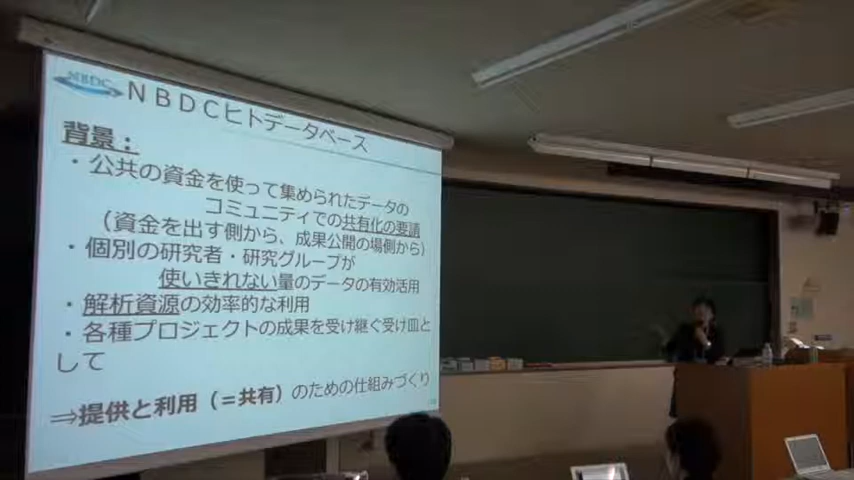 NBDC
NBDCヒトデータベース
背景：
・公共の資金を使って集められたデータの
コミュニティでの共有化の要請
（資金を出す側から、成果公開の場側から）
・個別の研究者・研究グループが
使いきれない量のデータの有効活用
・解析資源の効率的な利用
・各種プロジェクトの成果を受け継ぐ受け皿と
して
⇒提供と利用（＝共有）のための仕組みづくり